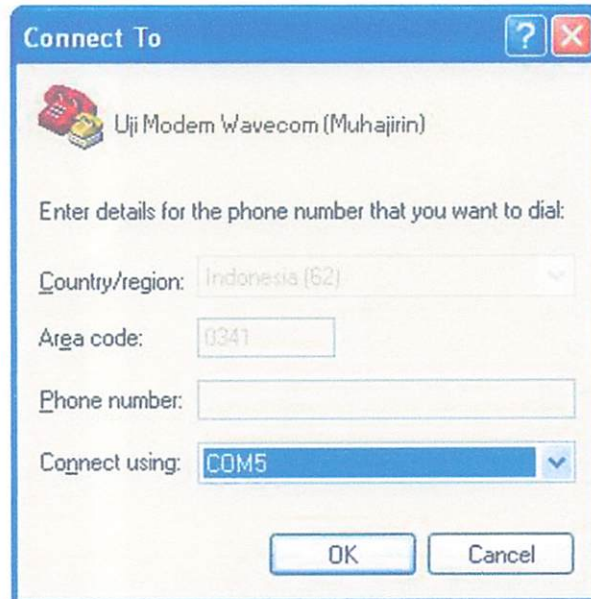 Connect To
Uji Modem Wavecom (Muhajirin)
Enter details for the phone number that you want to dial:
Country/region: Indonesia (62)
Area code: 0341
Phone number:
Connect using: COM5
OK Cancel